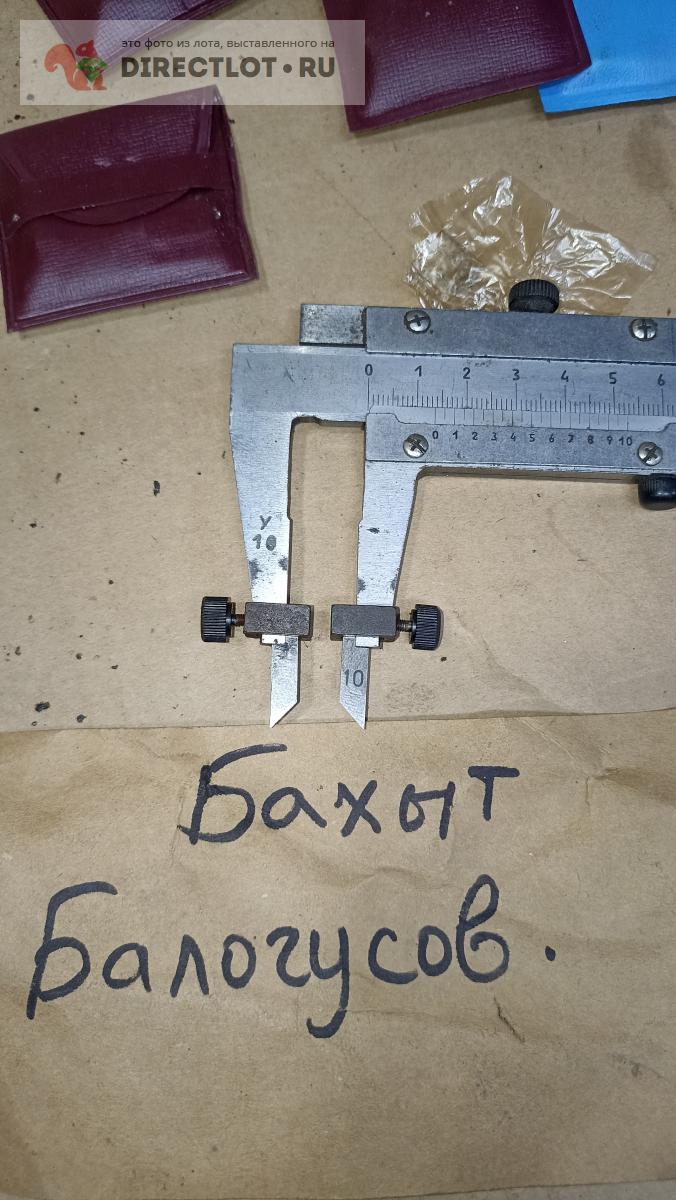 это фото из лота, выставленного на
DIRECTLOT.RU
0 1 2 3 4 5 6
0 1 2 3 4 5 6 7 8 9 10
У
10
10
Бахыт
Балогусов.